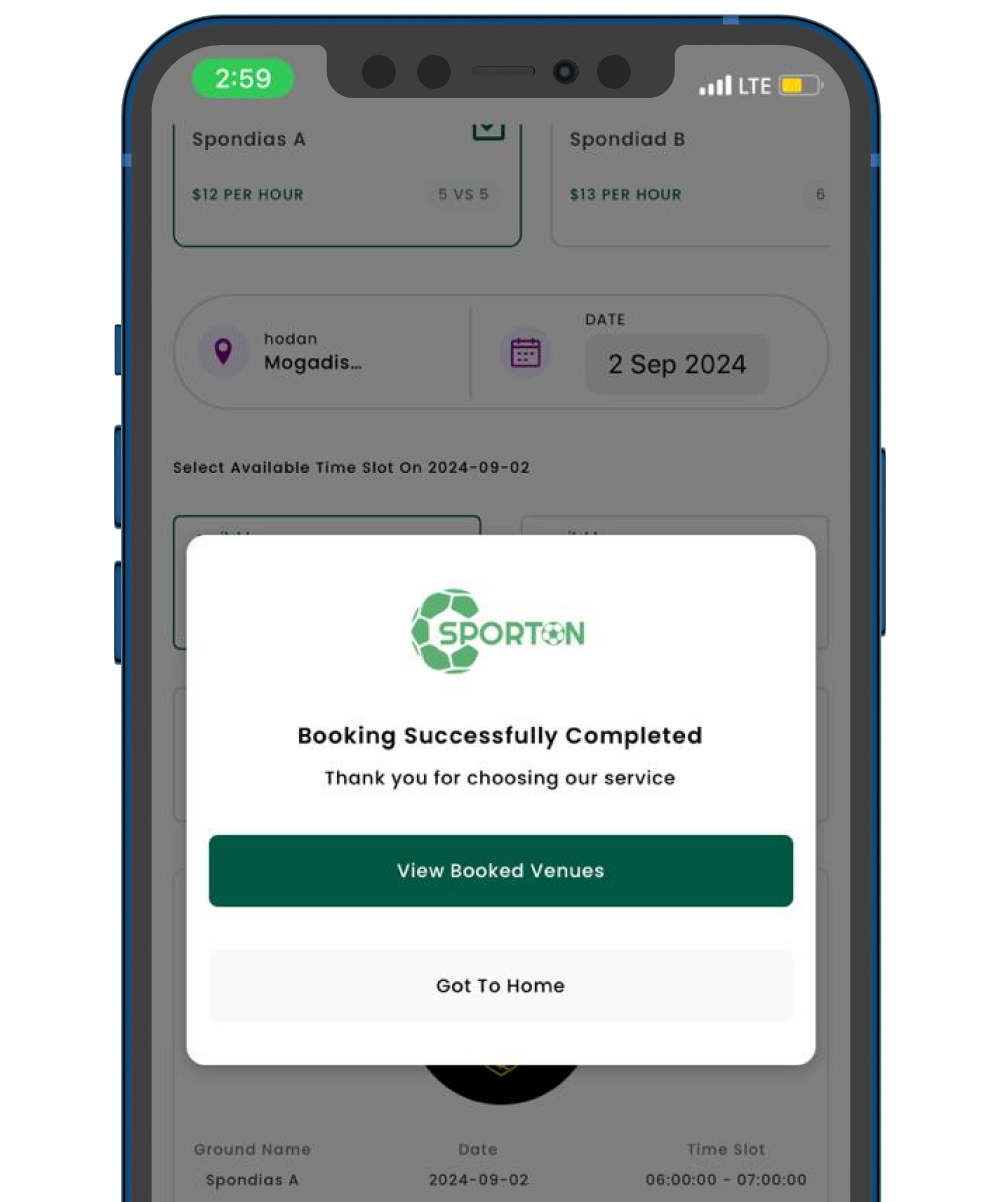 2:59
LTE
Spondias A
Spondiad B
$12 PER HOUR
5 VS 5
$13 PER HOUR
6
hodan
Mogadis...
DATE
2 Sep 2024
Select Available Time Slot On 2024-09-02
SPORTON
Booking Successfully Completed
Thank you for choosing our service
View Booked Venues
Got To Home
Ground Name
Date
Time Slot
Spondias A
2024-09-02
06:00:00 - 07:00:00